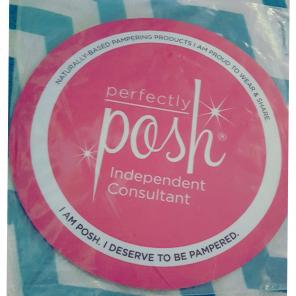 NATURALLY-BASED PAMPERING PRODUCTS I AM PROUD TO WEAR & SHARE
perfectly
posh®
Independent
Consultant
I AM POSH. I DESERVE TO BE PAMPERED.